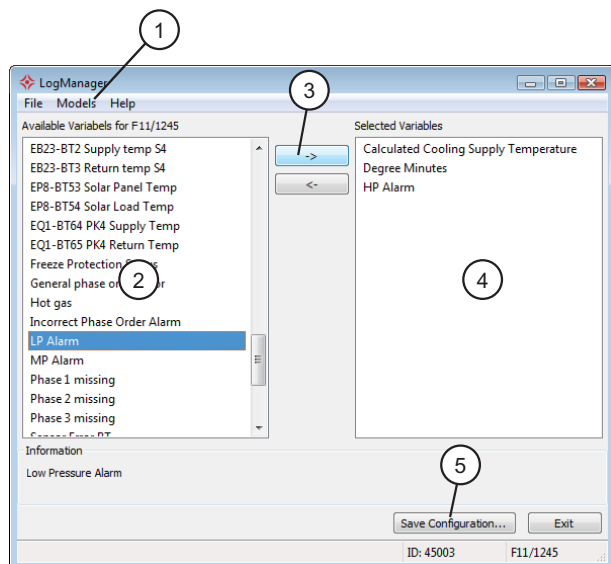 1
LogManager
File Models Help
3
Available Variabels for F11/1245
Selected Variables
EB23-BT2 Supply temp S4
EB23-BT3 Return temp S4
EP8-BT53 Solar Panel Temp
EP8-BT54 Solar Load Temp
EQ1-BT64 PK4 Supply Temp
EQ1-BT65 PK4 Return Temp
Freeze Protection
General phase or
2
Hot gas
Incorrect Phase Order Alarm
LP Alarm
MP Alarm
Phase 1 missing
Phase 2 missing
Phase 3 missing
->
<-
Calculated Cooling Supply Temperature
Degree Minutes
HP Alarm
4
Information
Low Pressure Alarm
5
Save Configuration... Exit
ID: 45003 F11/1245